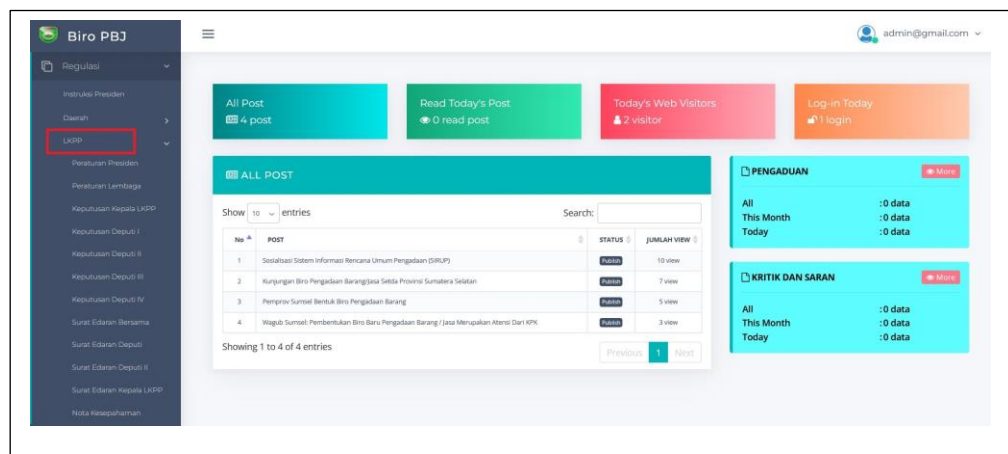 Biro PBJ
admin@gmail.com
Regulasi
Instruksi Presiden
Daerah
LKPP
Peraturan Presiden
Peraturan Lembaga
Keputusan Kepala LKPP
Keputusan Deputi I
Keputusan Deputi II
Keputusan Deputi III
Keputusan Deputi IV
Surat Edaran Bersama
Surat Edaran Deputi
Surat Edaran Deputi II
Surat Edaran Kepala LKPP
Nota Kesepahaman
All Post
4 post
Read Today's Post
0 read post
Today's Web Visitors
2 visitor
Log-in Today
1 login
ALL POST
Show 10 entries Search:
No POST STATUS JUMLAH VIEW
1 Sosialisasi Sistem Informasi Rencana Umum Pengadaan (SIRUP) Publish 10 view
2 Kunjungan Biro Pengadaan Barang/Jasa Setda Provinsi Sumatera Selatan Publish 7 view
3 Pemprov Sumsel Bentuk Biro Pengadaan Barang Publish 5 view
4 Wagub Sumsel: Pembentukan Biro Baru Pengadaan Barang / Jasa Merupakan Atensi Dari KPK Publish 3 view
Showing 1 to 4 of 4 entries
Previous 1 Next
PENGADUAN More
All : 0 data
This Month : 0 data
Today : 0 data
KRITIK DAN SARAN More
All : 0 data
This Month : 0 data
Today : 0 data